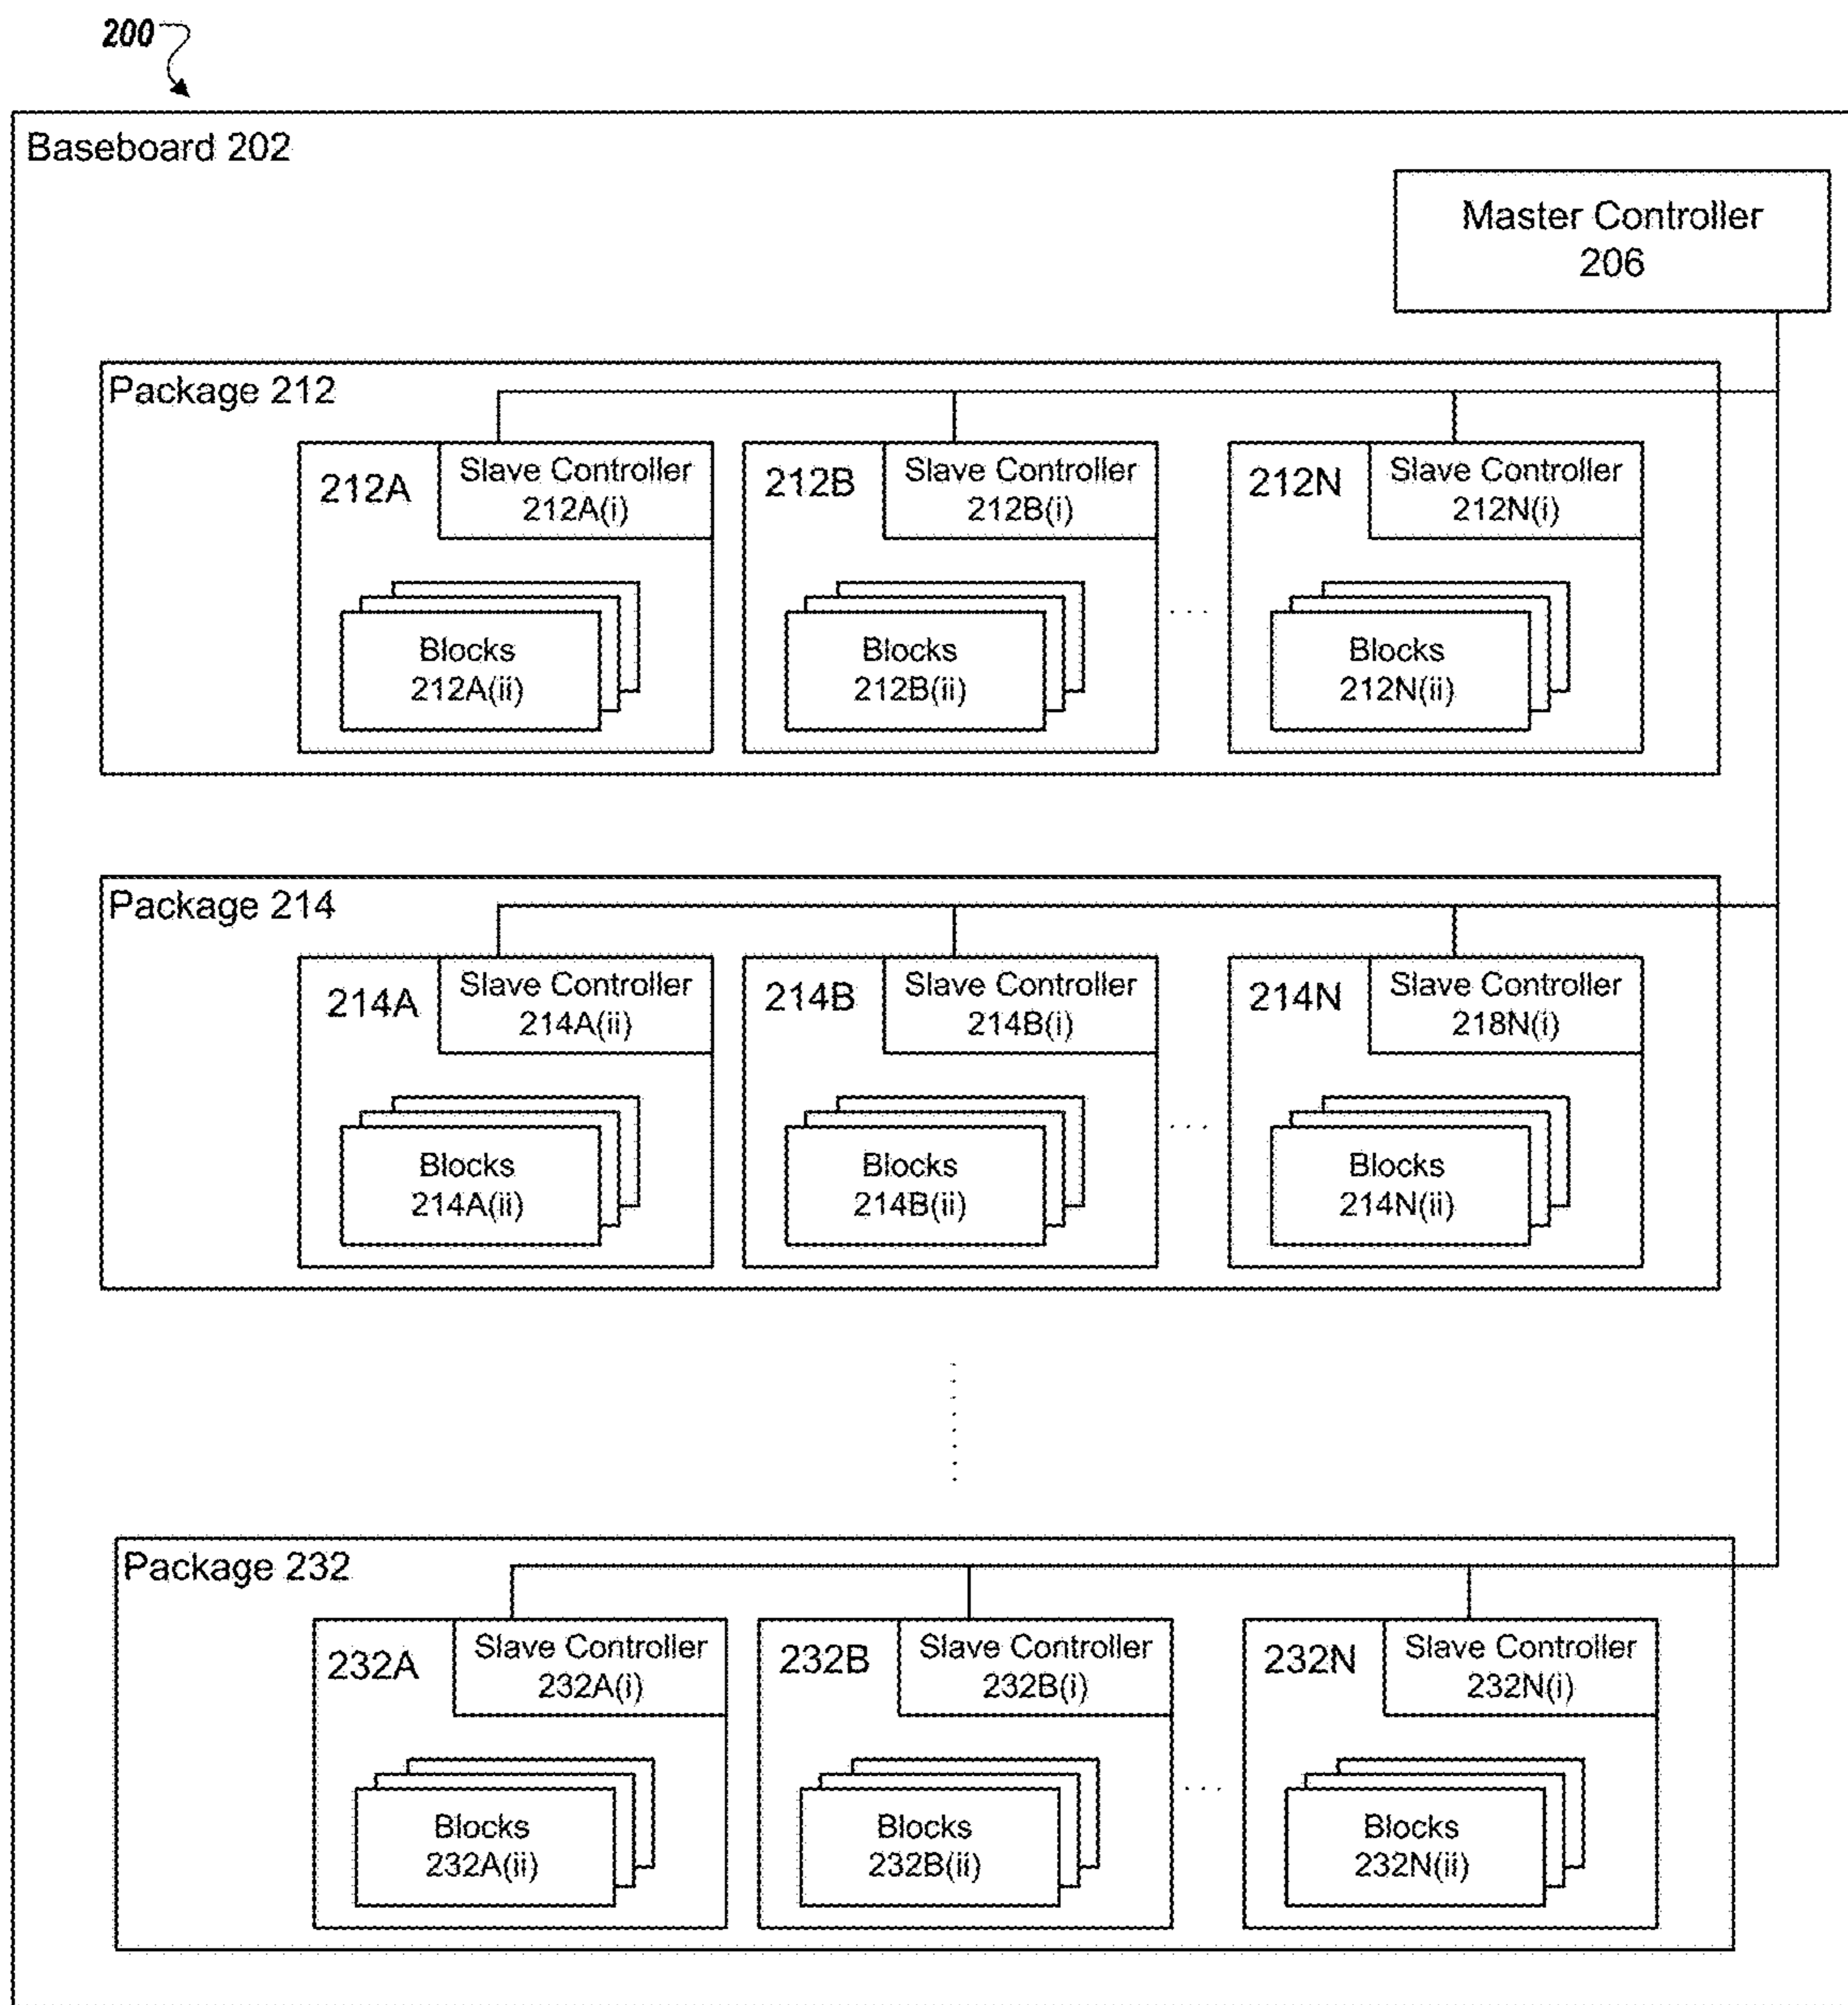 200
Baseboard 202
Master Controller
206
Package 212
212A
Slave Controller
212A(i)
212B
Slave Controller
212B(i)
212N
Slave Controller
212N(i)
Blocks
212A(ii)
Blocks
212B(ii)
. . .
Blocks
212N(ii)
Package 214
214A
Slave Controller
214A(ii)
214B
Slave Controller
214B(i)
214N
Slave Controller
218N(i)
Blocks
214A(ii)
Blocks
214B(ii)
. . .
Blocks
214N(ii)
Package 232
232A
Slave Controller
232A(i)
232B
Slave Controller
232B(i)
232N
Slave Controller
232N(i)
Blocks
232A(ii)
Blocks
232B(ii)
. . .
Blocks
232N(ii)